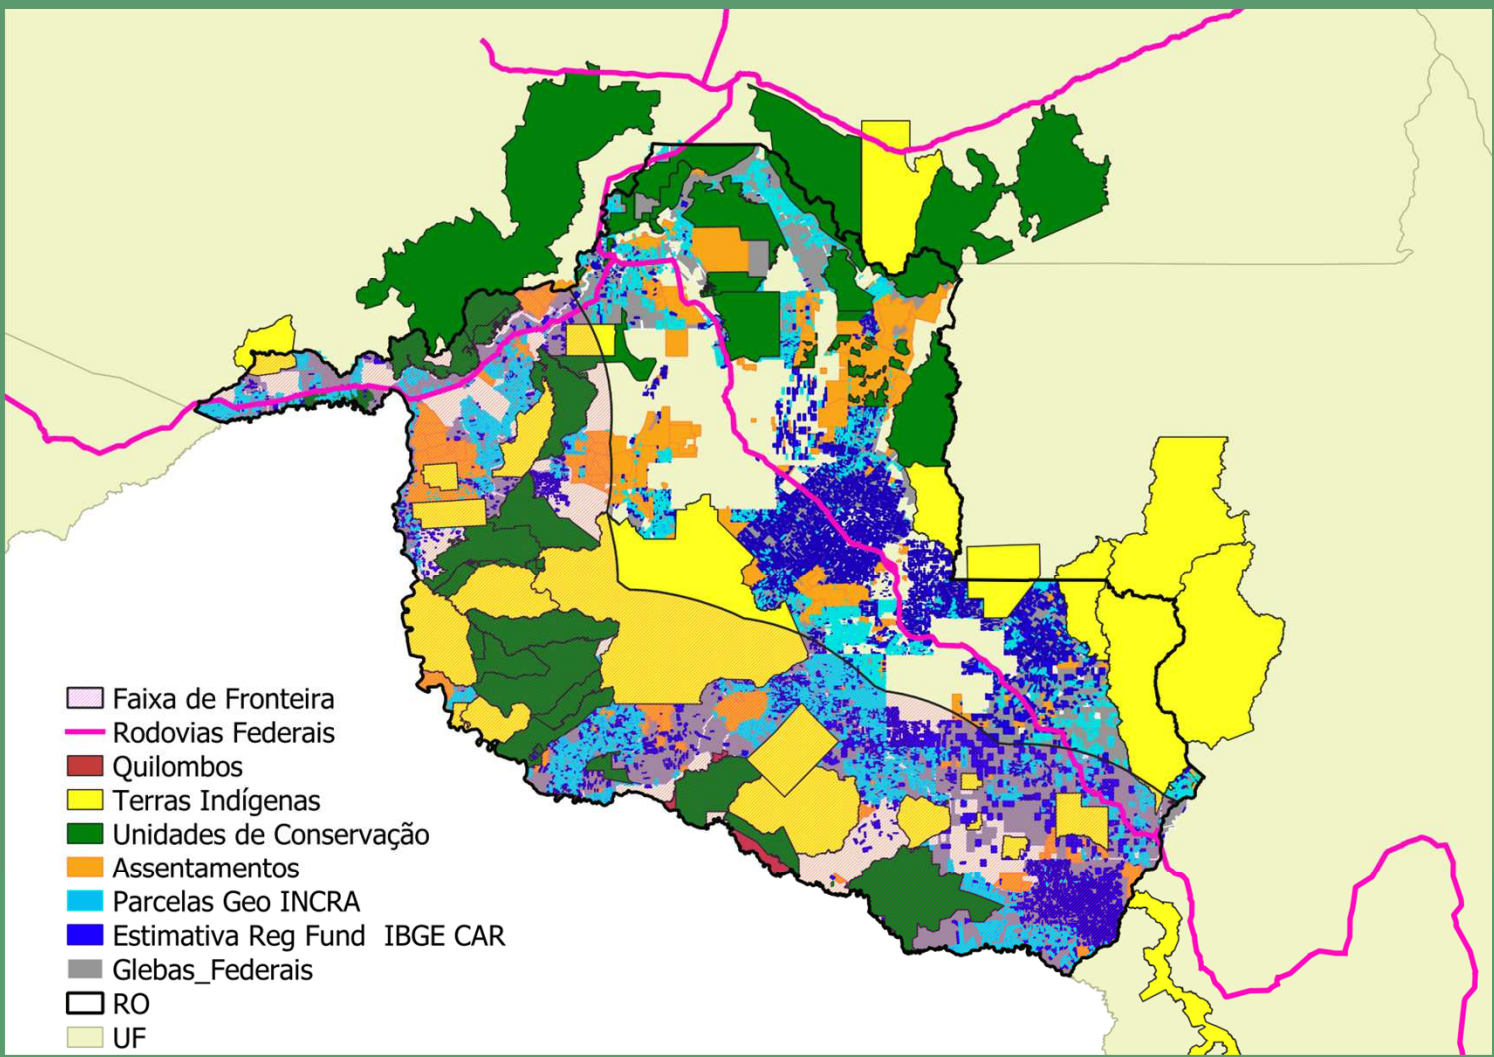 Faixa de Fronteira
Rodovias Federais
Quilombos
Terras Indígenas
Unidades de Conservação
Assentamentos
Parcelas Geo INCRA
Estimativa Reg Fund IBGE CAR
Glebas_Federais
RO
UF